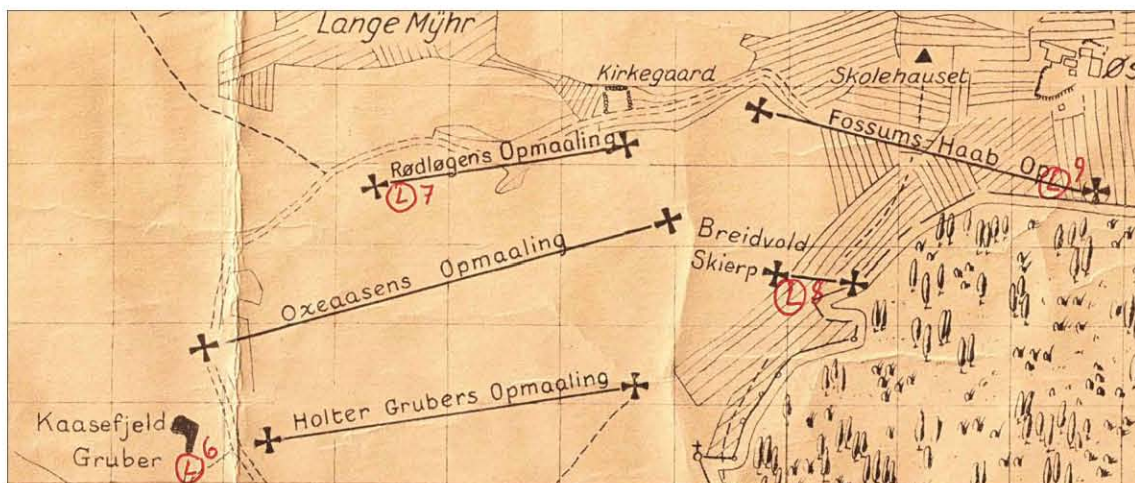 Lange Mÿhr
Kirkegaard
Skolehauset
ØS
Rødløgens Opmaaling
L 7
Fossums-Haab Op
L 9
Oxeaasens Opmaaling
Breidvold
Skierp
L 8
Holter Grubers Opmaaling
Kaasefjeld
Gruber
L 6